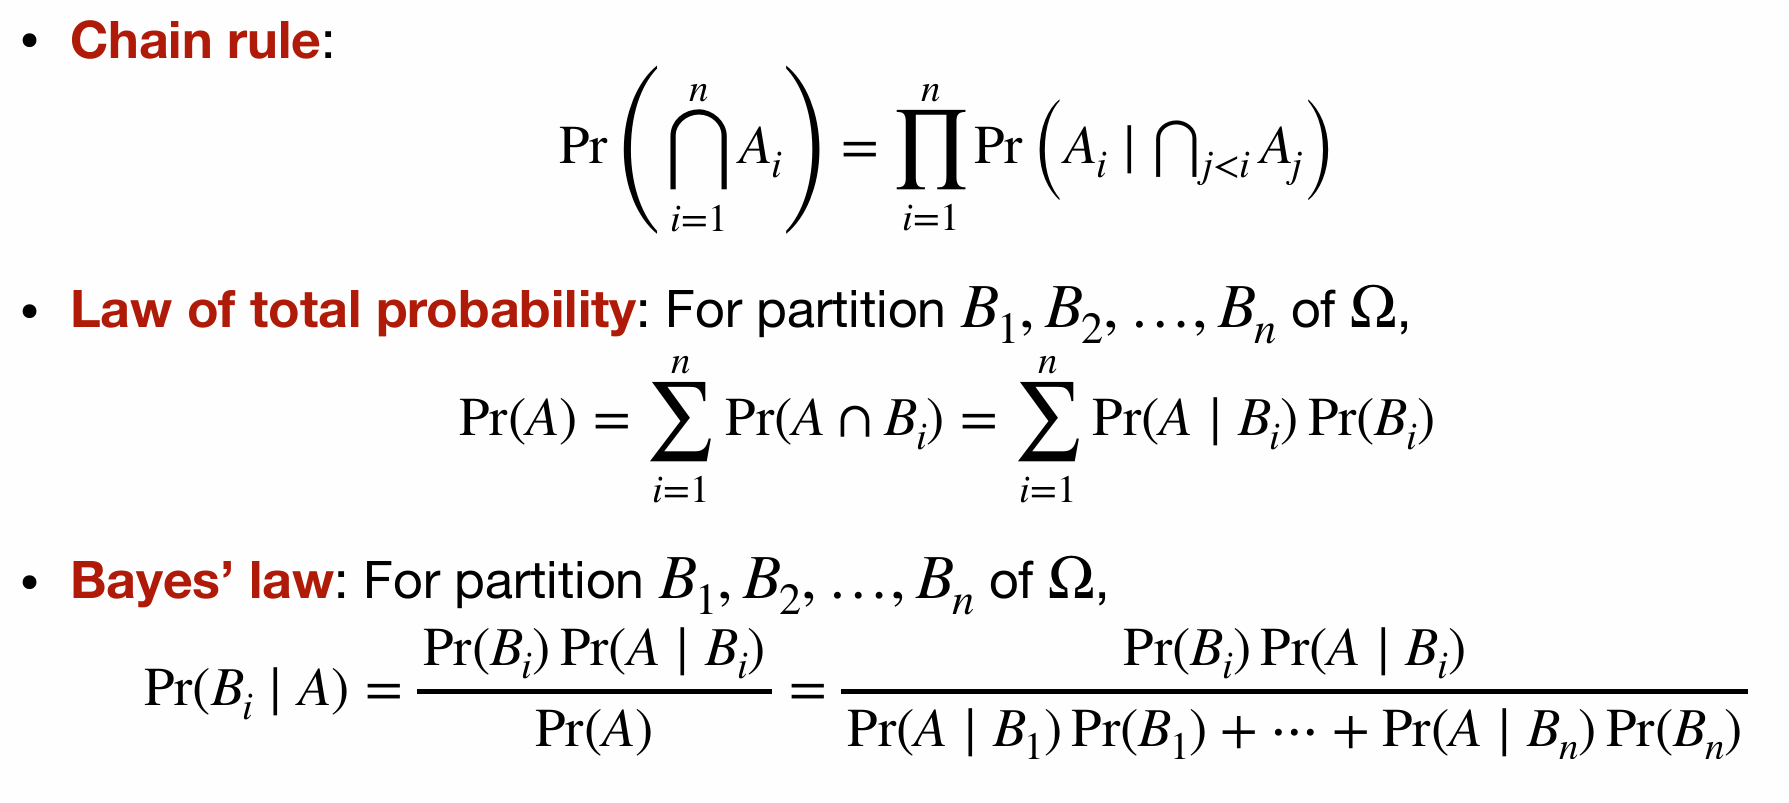 • Chain rule:
Pr(⋂_{i=1}^{n} A_i) = ∏_{i=1}^{n} Pr(A_i | ⋂_{j<i} A_j)
• Law of total probability: For partition B_1, B_2, …, B_n of Ω,
Pr(A) = ∑_{i=1}^{n} Pr(A ∩ B_i) = ∑_{i=1}^{n} Pr(A | B_i) Pr(B_i)
• Bayes’ law: For partition B_1, B_2, …, B_n of Ω,
Pr(B_i | A) = \frac{Pr(B_i) Pr(A | B_i)}{Pr(A)} = \frac{Pr(B_i) Pr(A | B_i)}{Pr(A | B_1) Pr(B_1) + ⋯ + Pr(A | B_n) Pr(B_n)}